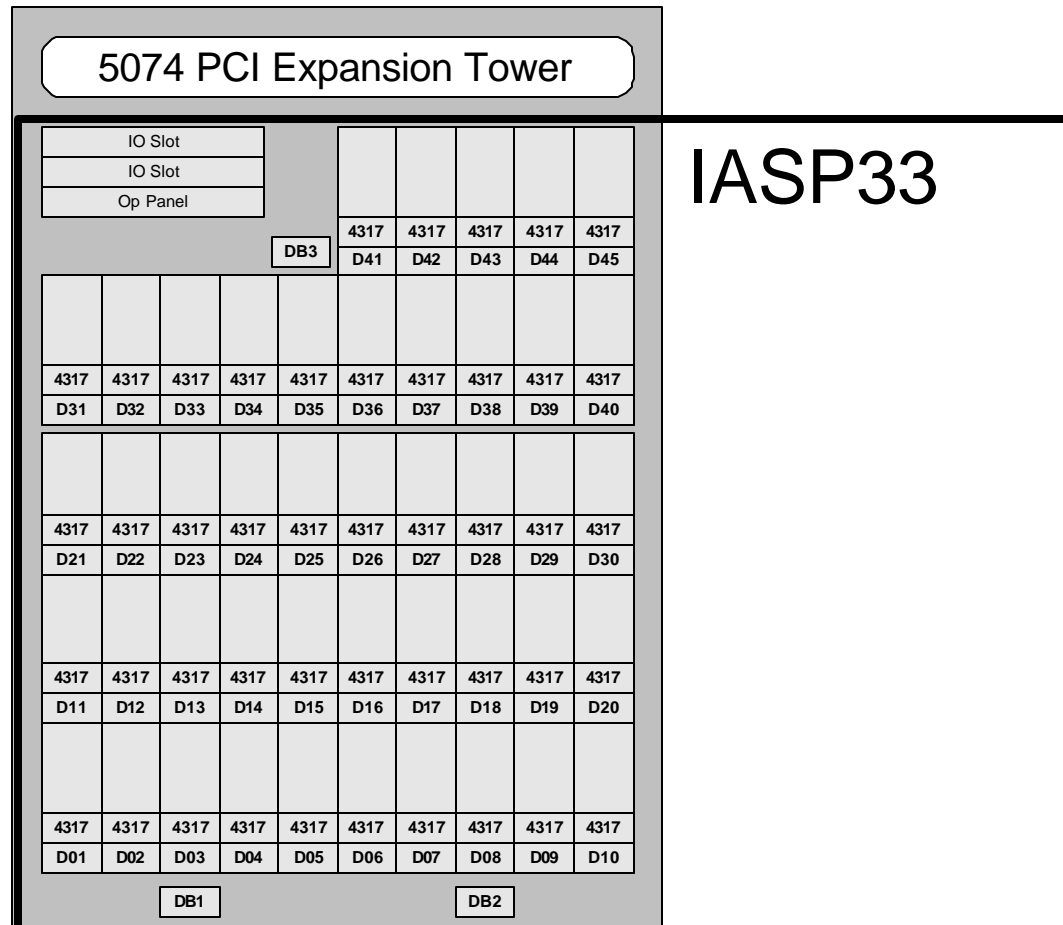 5074 PCI Expansion Tower
IO Slot
IO Slot
Op Panel
IASP33
4317 4317 4317 4317 4317
DB3
D41 D42 D43 D44 D45
4317 4317 4317 4317 4317 4317 4317 4317 4317 4317
D31 D32 D33 D34 D35 D36 D37 D38 D39 D40
4317 4317 4317 4317 4317 4317 4317 4317 4317 4317
D21 D22 D23 D24 D25 D26 D27 D28 D29 D30
4317 4317 4317 4317 4317 4317 4317 4317 4317 4317
D11 D12 D13 D14 D15 D16 D17 D18 D19 D20
4317 4317 4317 4317 4317 4317 4317 4317 4317 4317
D01 D02 D03 D04 D05 D06 D07 D08 D09 D10
DB1 DB2